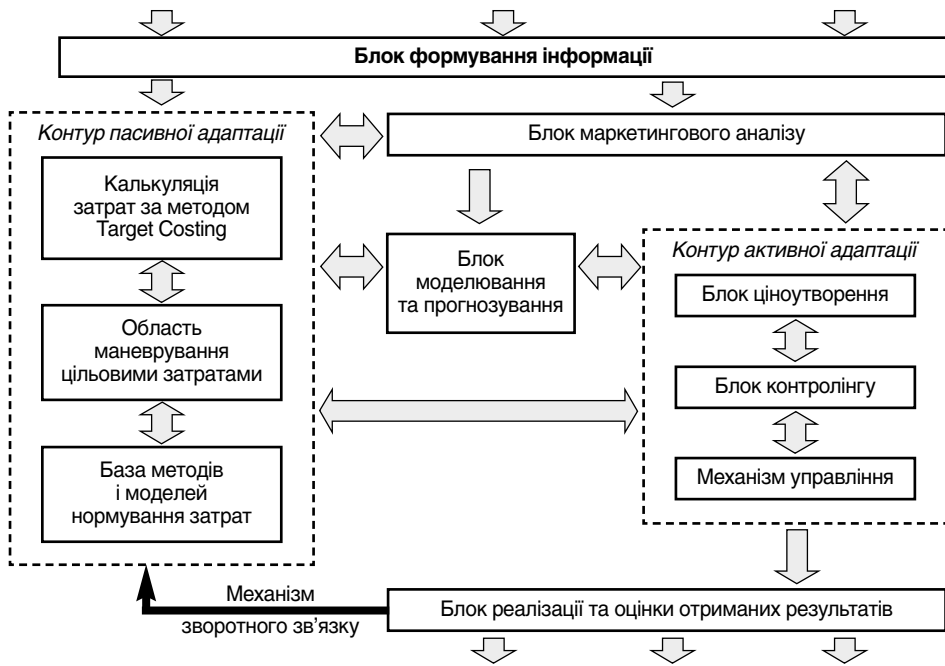 Блок формування інформації
Контур пасивної адаптації
Блок маркетингового аналізу
Калькуляція
затрат за методом
Target Costing
Блок
моделювання
та прогнозування
Контур активної адаптації
Блок ціноутворення
Область
маневрування
цільовими затратами
Блок контролінгу
База методів
і моделей
нормування затрат
Механізм управління
Механізм
зворотного зв’язку
Блок реалізації та оцінки отриманих результатів